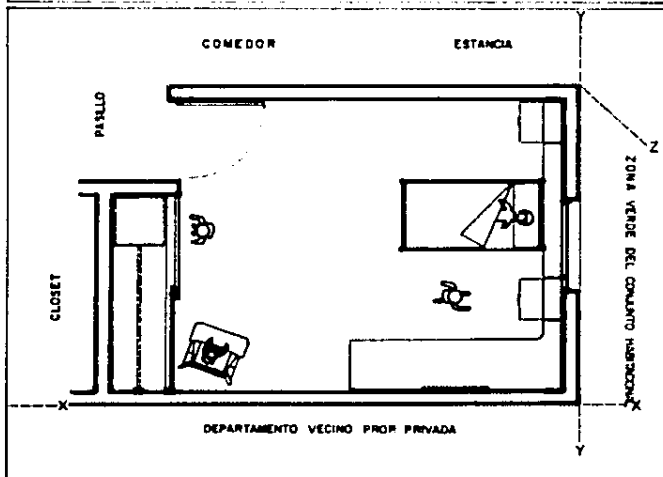 COMEDOR
ESTANCIA
Y
PASILLO
Z
ZONA VERDE DEL CONJUNTO HABITACIONAL
CLOSET
X
X
DEPARTAMENTO VECINO PROP PRIVADA
Y